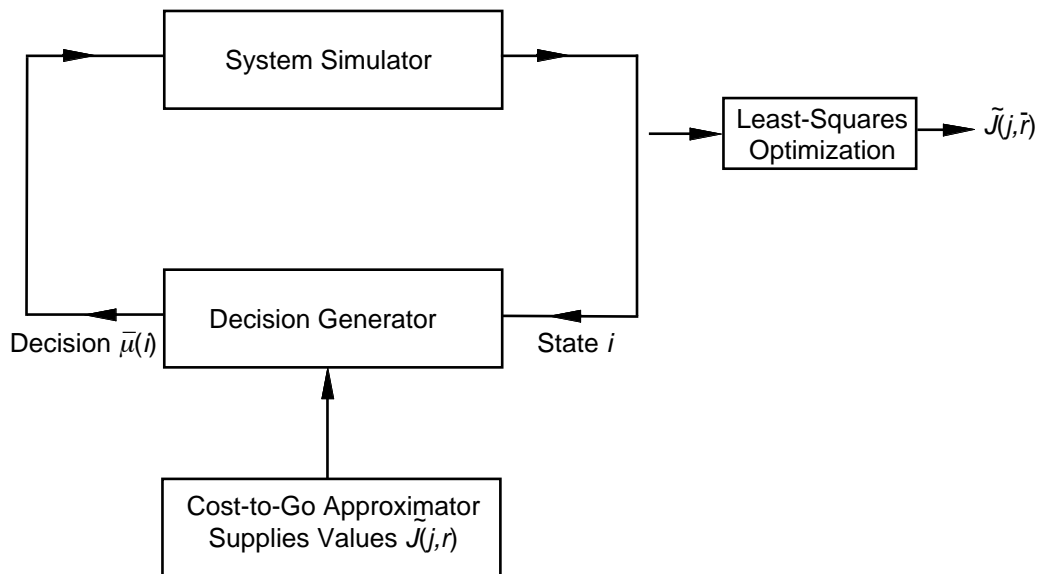 System Simulator
Least-Squares
Optimization
J̃(j,r̄)
Decision Generator
Decision μ̄(i)
State i
Cost-to-Go Approximator
Supplies Values J̃(j,r)